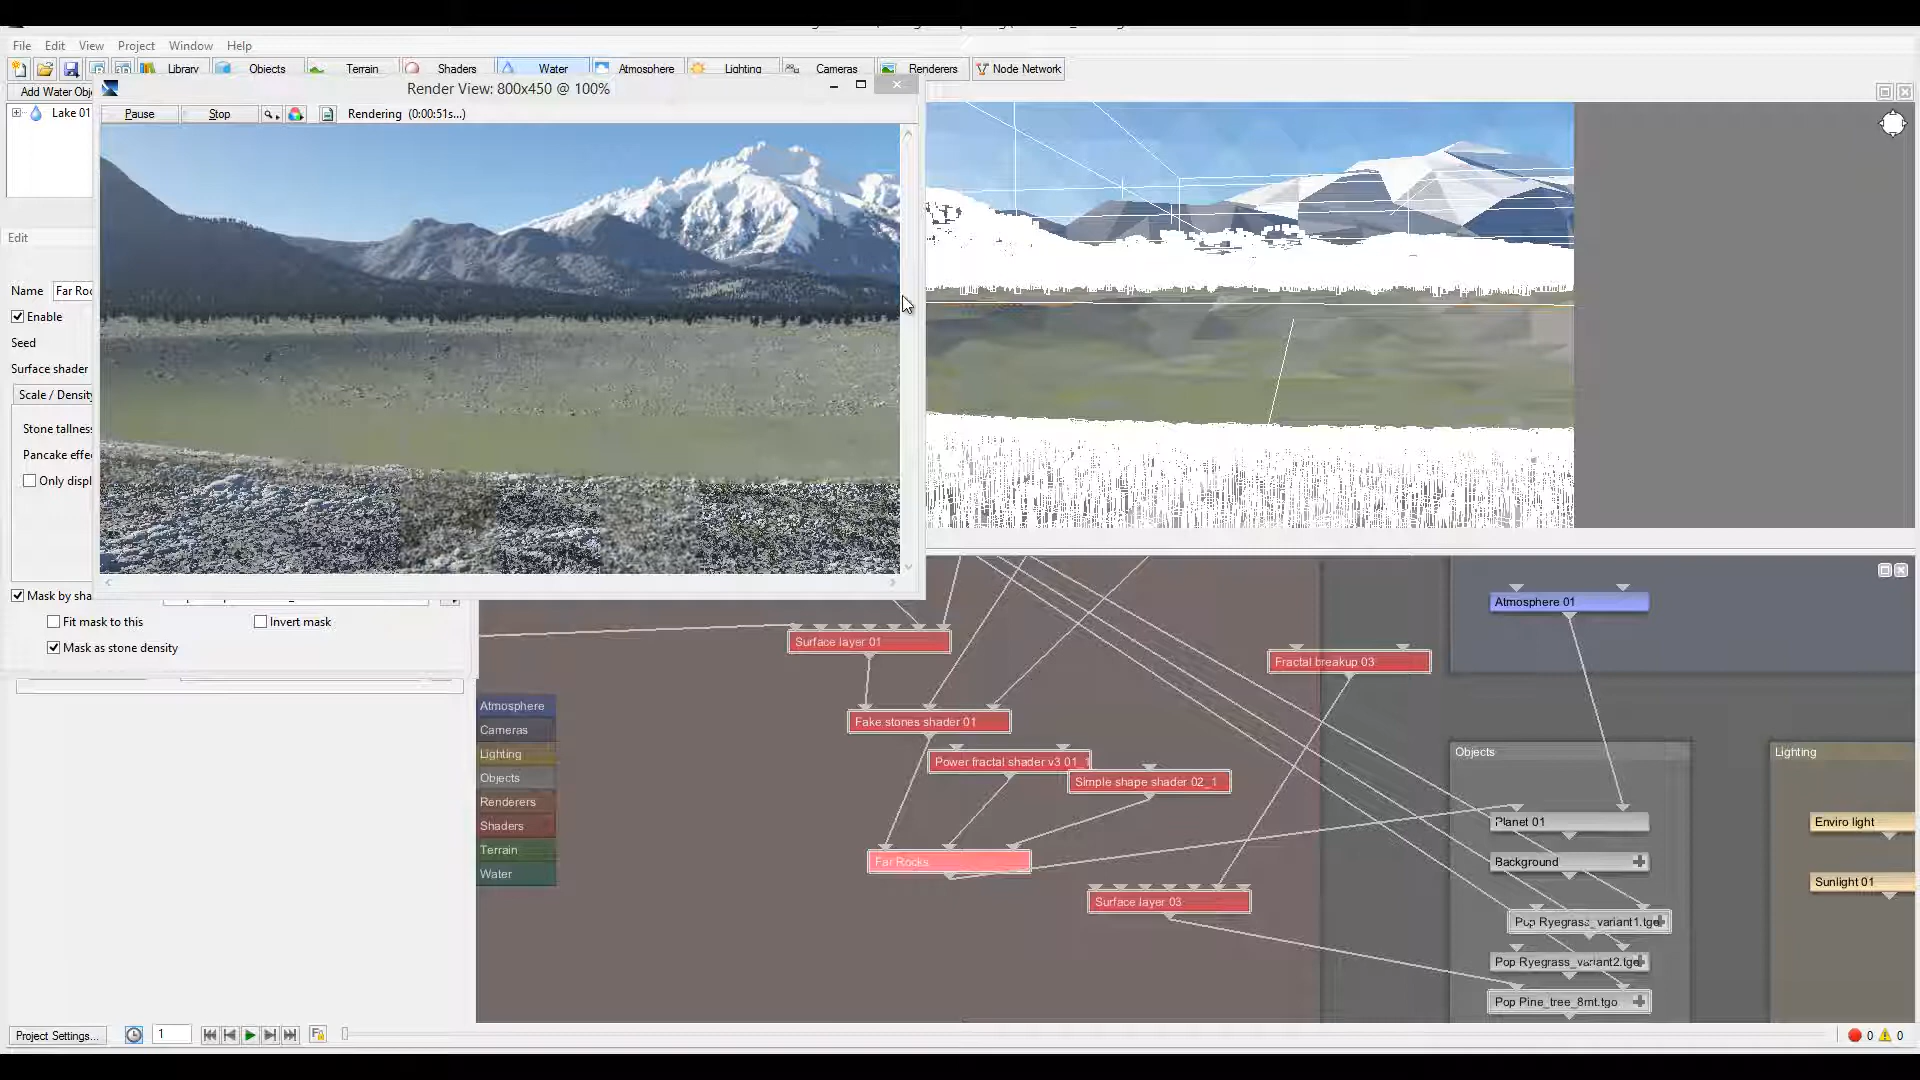 File Edit View Project Window Help
Library Objects Terrain Shaders Water Atmosphere Lighting Cameras Renderers Node Network
Add Water Obje
Render View: 800x450 @ 100%
Lake 01
Pause Stop Rendering (0:00:51s...)
Edit
Name Far Roc
Enable
Seed
Surface shader
Scale / Density
Stone tallness
Pancake effe
Only displ
Mask by sha
Fit mask to this Invert mask
Mask as stone density
Atmosphere
Cameras
Lighting
Objects
Renderers
Shaders
Terrain
Water
Surface layer 01
Fake stones shader 01
Power fractal shader v3 01_1
Simple shape shader 02_1
Far Rocks
Surface layer 03
Fractal breakup 03
Atmosphere 01
Objects
Planet 01
Background
Pop Ryegrass_variant1.tgo
Pop Ryegrass_variant2.tgo
Pop Pine_tree_8mt.tgo
Lighting
Enviro light
Sunlight 01
Project Settings... 1 0 0